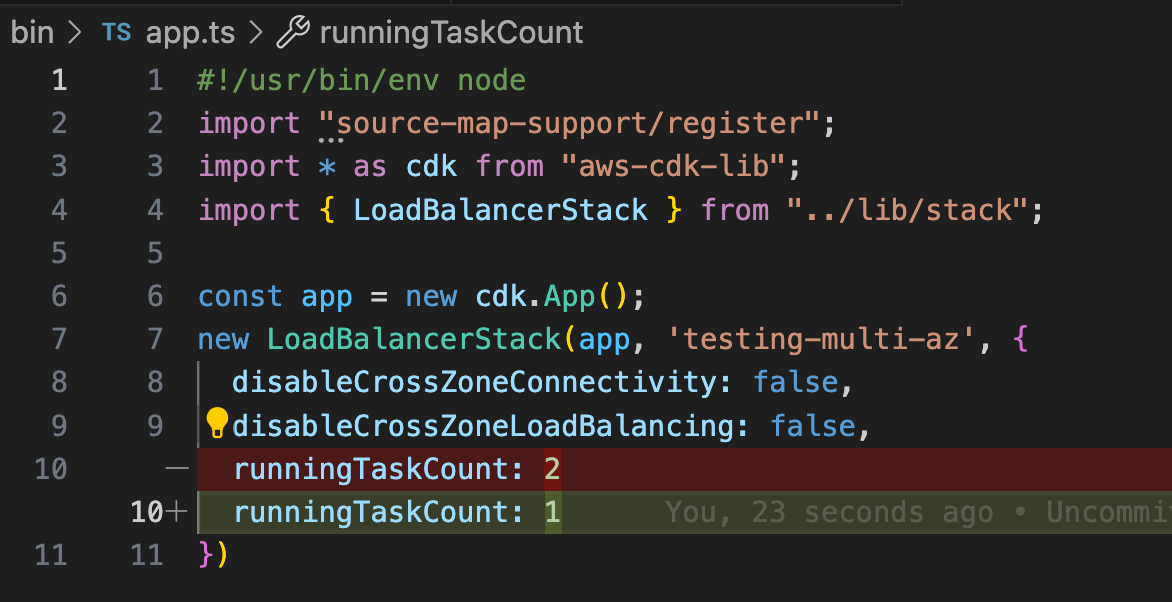 bin > TS app.ts > runningTaskCount
1 1 #!/usr/bin/env node
2 2 import "source-map-support/register";
3 3 import * as cdk from "aws-cdk-lib";
4 4 import { LoadBalancerStack } from "../lib/stack";
5 5
6 6 const app = new cdk.App();
7 7 new LoadBalancerStack(app, 'testing-multi-az', {
8 8 disableCrossZoneConnectivity: false,
9 9 disableCrossZoneLoadBalancing: false,
10 — runningTaskCount: 2
10+ runningTaskCount: 1 You, 23 seconds ago • Uncommi
11 11 })